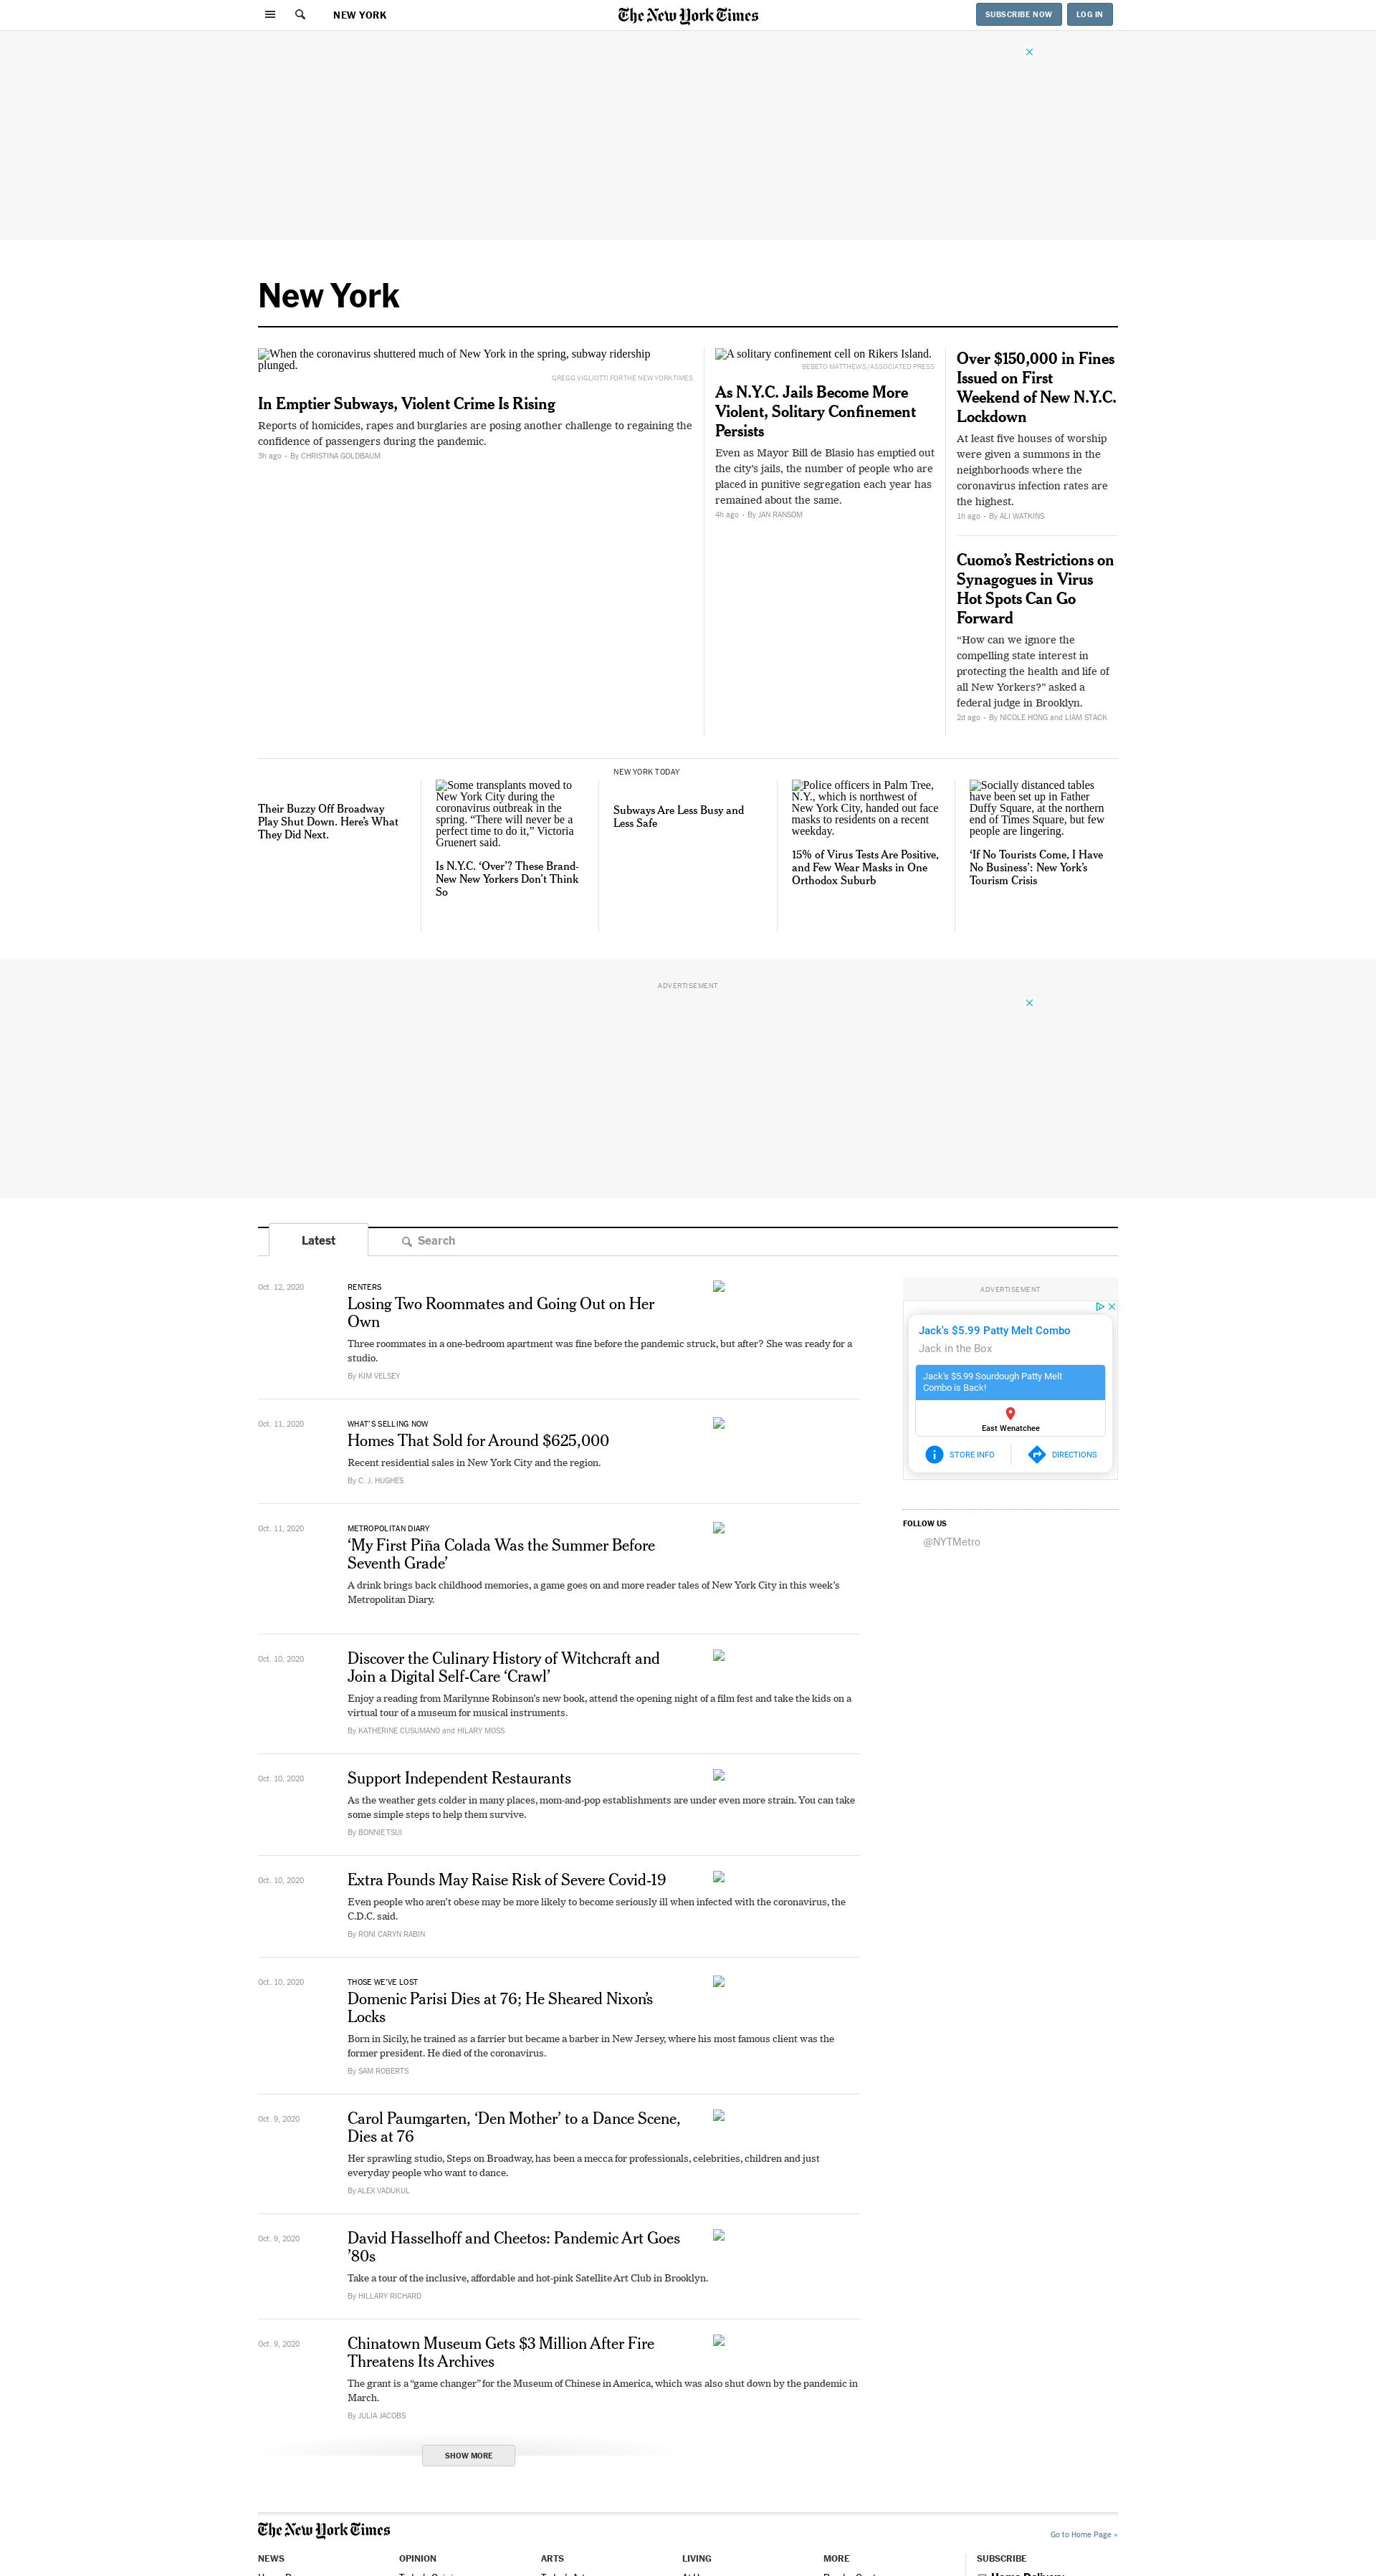 NEW YORK
The New York Times
SUBSCRIBE NOW
LOG IN
New York
When the coronavirus shuttered much of New York in the spring, subway ridership
plunged.
GREGG VIGLIOTTI FOR THE NEW YORK TIMES
In Emptier Subways, Violent Crime Is Rising
Reports of homicides, rapes and burglaries are posing another challenge to regaining the
confidence of passengers during the pandemic.
3h ago • By CHRISTINA GOLDBAUM
A solitary confinement cell on Rikers Island.
BEBETO MATTHEWS/ASSOCIATED PRESS
As N.Y.C. Jails Become More
Violent, Solitary Confinement
Persists
Even as Mayor Bill de Blasio has emptied out
the city’s jails, the number of people who are
placed in punitive segregation each year has
remained about the same.
4h ago • By JAN RANSOM
Over $150,000 in Fines
Issued on First
Weekend of New N.Y.C.
Lockdown
At least five houses of worship
were given a summons in the
neighborhoods where the
coronavirus infection rates are
the highest.
1h ago • By ALI WATKINS
Cuomo’s Restrictions on
Synagogues in Virus
Hot Spots Can Go
Forward
“How can we ignore the
compelling state interest in
protecting the health and life of
all New Yorkers?” asked a
federal judge in Brooklyn.
2d ago • By NICOLE HONG and LIAM STACK
Their Buzzy Off Broadway
Play Shut Down. Here’s What
They Did Next.
Some transplants moved to
New York City during the
coronavirus outbreak in the
spring. “There will never be a
perfect time to do it,” Victoria
Gruenert said.
Is N.Y.C. ‘Over’? These Brand-
New New Yorkers Don’t Think
So
NEW YORK TODAY
Subways Are Less Busy and
Less Safe
Police officers in Palm Tree,
N.Y., which is northwest of
New York City, handed out face
masks to residents on a recent
weekday.
15% of Virus Tests Are Positive,
and Few Wear Masks in One
Orthodox Suburb
Socially distanced tables
have been set up in Father
Duffy Square, at the northern
end of Times Square, but few
people are lingering.
‘If No Tourists Come, I Have
No Business’: New York’s
Tourism Crisis
ADVERTISEMENT
Latest
Search
Oct. 12, 2020
RENTERS
Losing Two Roommates and Going Out on Her
Own
Three roommates in a one-bedroom apartment was fine before the pandemic struck, but after? She was ready for a
studio.
By KIM VELSEY
Oct. 11, 2020
WHAT’S SELLING NOW
Homes That Sold for Around $625,000
Recent residential sales in New York City and the region.
By C. J. HUGHES
Oct. 11, 2020
METROPOLITAN DIARY
‘My First Piña Colada Was the Summer Before
Seventh Grade’
A drink brings back childhood memories, a game goes on and more reader tales of New York City in this week’s
Metropolitan Diary.
Oct. 10, 2020
Discover the Culinary History of Witchcraft and
Join a Digital Self-Care ‘Crawl’
Enjoy a reading from Marilynne Robinson’s new book, attend the opening night of a film fest and take the kids on a
virtual tour of a museum for musical instruments.
By KATHERINE CUSUMANO and HILARY MOSS
Oct. 10, 2020
Support Independent Restaurants
As the weather gets colder in many places, mom-and-pop establishments are under even more strain. You can take
some simple steps to help them survive.
By BONNIE TSUI
Oct. 10, 2020
Extra Pounds May Raise Risk of Severe Covid-19
Even people who aren’t obese may be more likely to become seriously ill when infected with the coronavirus, the
C.D.C. said.
By RONI CARYN RABIN
Oct. 10, 2020
THOSE WE’VE LOST
Domenic Parisi Dies at 76; He Sheared Nixon’s
Locks
Born in Sicily, he trained as a farrier but became a barber in New Jersey, where his most famous client was the
former president. He died of the coronavirus.
By SAM ROBERTS
Oct. 9, 2020
Carol Paumgarten, ‘Den Mother’ to a Dance Scene,
Dies at 76
Her sprawling studio, Steps on Broadway, has been a mecca for professionals, celebrities, children and just
everyday people who want to dance.
By ALEX VADUKUL
Oct. 9, 2020
David Hasselhoff and Cheetos: Pandemic Art Goes
’80s
Take a tour of the inclusive, affordable and hot-pink Satellite Art Club in Brooklyn.
By HILLARY RICHARD
Oct. 9, 2020
Chinatown Museum Gets $3 Million After Fire
Threatens Its Archives
The grant is a “game changer” for the Museum of Chinese in America, which was also shut down by the pandemic in
March.
By JULIA JACOBS
SHOW MORE
ADVERTISEMENT
Jack's $5.99 Patty Melt Combo
Jack in the Box
Jack's $5.99 Sourdough Patty Melt
Combo is Back!
East Wenatchee
STORE INFO
DIRECTIONS
FOLLOW US
@NYTMetro
The New York Times
Go to Home Page »
NEWS
OPINION
ARTS
LIVING
MORE
SUBSCRIBE